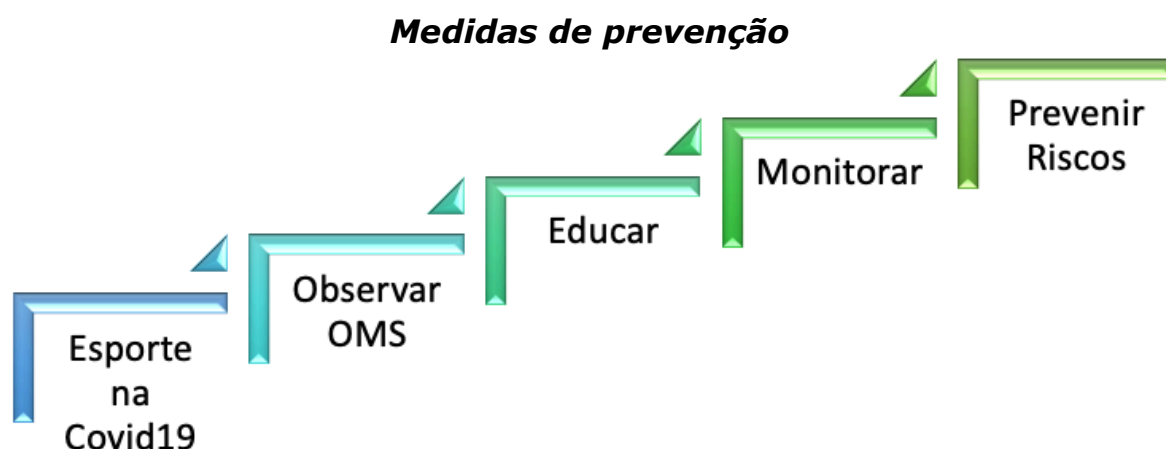 Medidas de prevenção
Esporte
na
Covid19
Observar
OMS
Educar
Monitorar
Prevenir
Riscos